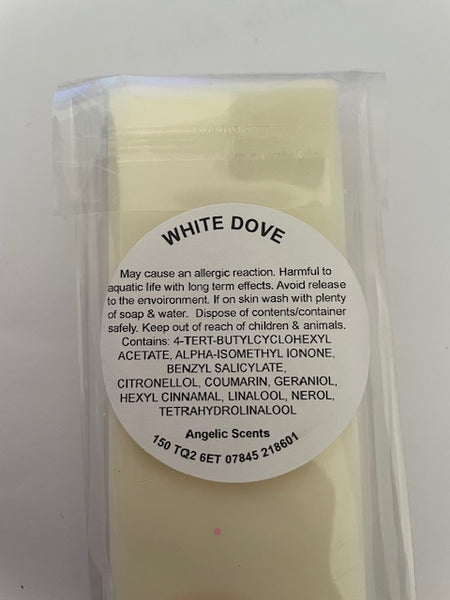 WHITE DOVE
May cause an allergic reaction. Harmful to
aquatic life with long term effects. Avoid release
to the envoironment. If on skin wash with plenty
of soap & water. Dispose of contents/container
safely. Keep out of reach of children & animals.
Contains: 4-TERT-BUTYLCYCLOHEXYL
ACETATE, ALPHA-ISOMETHYL IONONE,
BENZYL SALICYLATE,
CITRONELLOL, COUMARIN, GERANIOL,
HEXYL CINNAMAL, LINALOOL, NEROL,
TETRAHYDROLINALOOL
Angelic Scents
150 TQ2 6ET 07845 218601